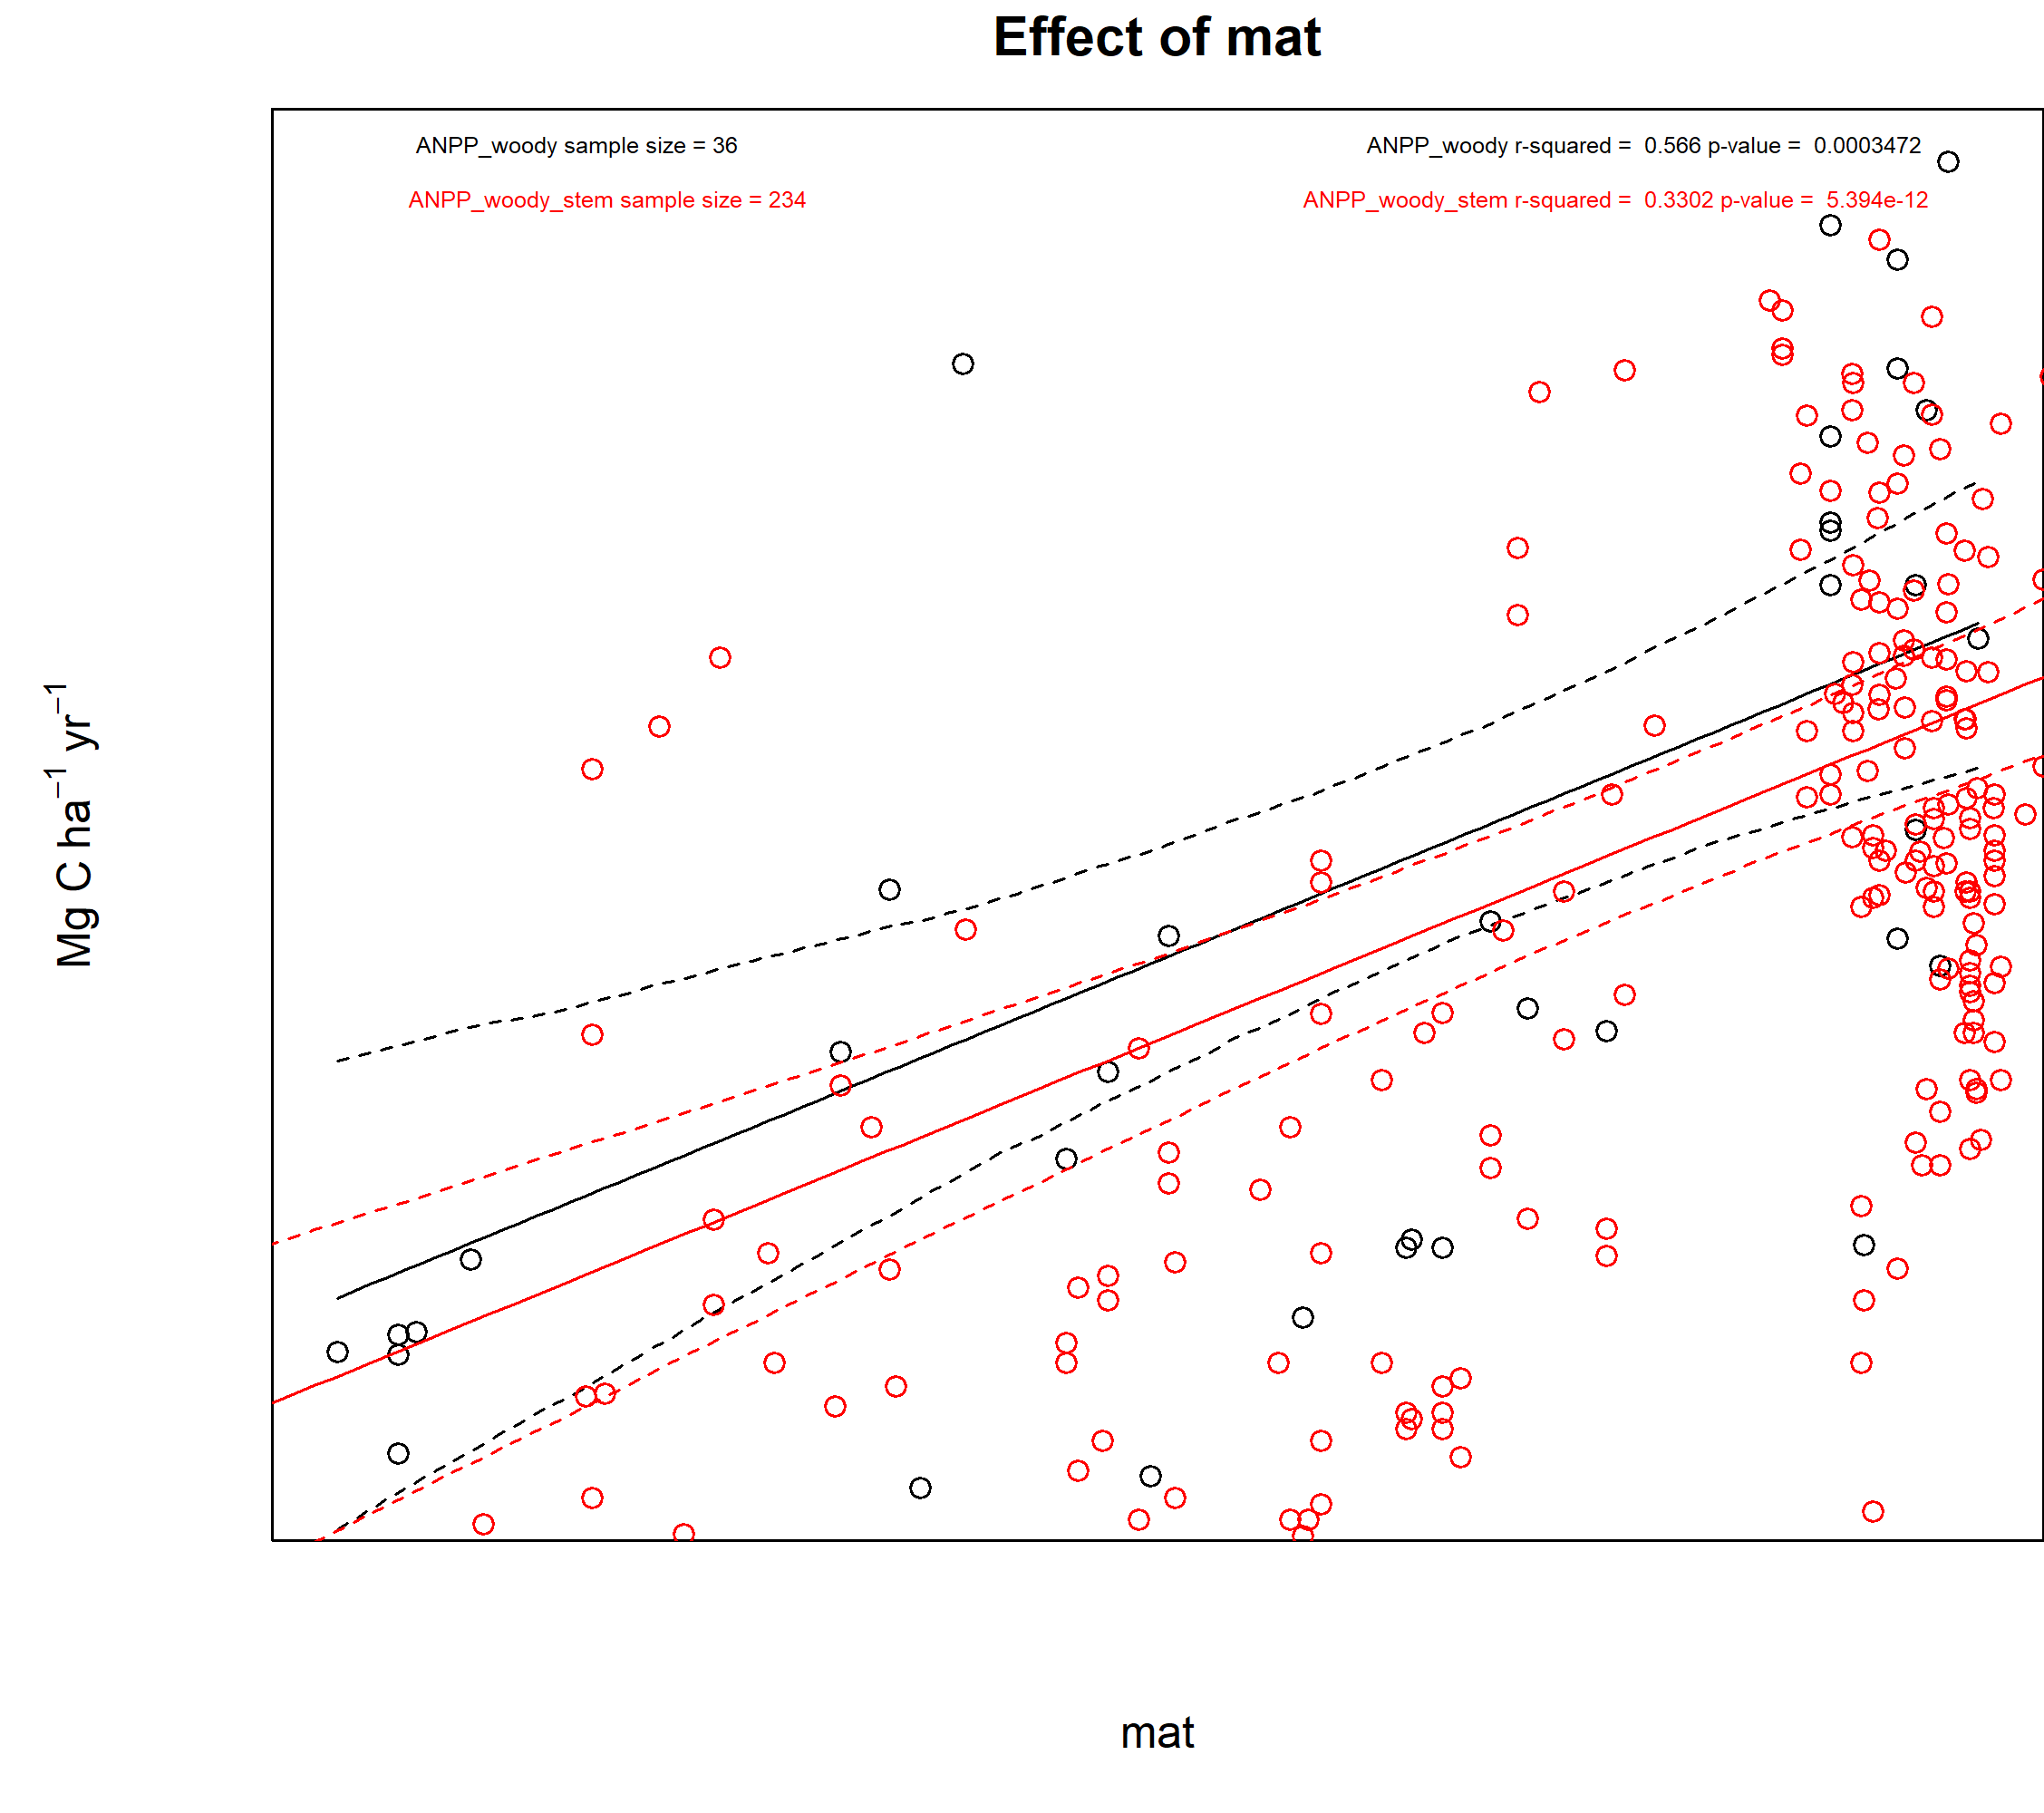 Effect of mat
ANPP_woody sample size = 36
ANPP_woody r-squared =  0.566 p-value =  0.0003472
ANPP_woody_stem sample size = 234
ANPP_woody_stem r-squared =  0.3302 p-value =  5.394e-12
Mg C ha⁻¹ yr⁻¹
mat